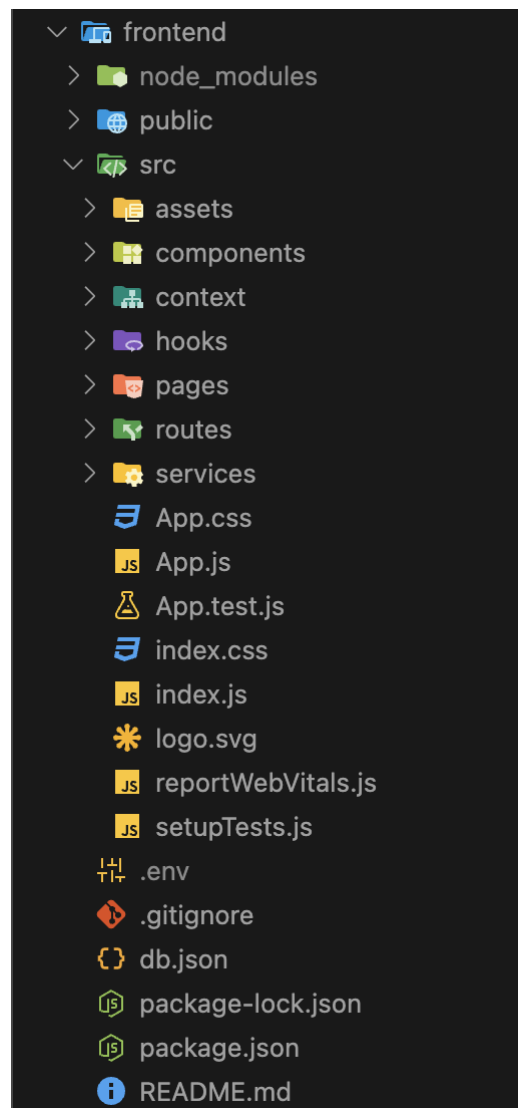 frontend
node_modules
public
src
assets
components
context
hooks
pages
routes
services
App.css
App.js
App.test.js
index.css
index.js
logo.svg
reportWebVitals.js
setupTests.js
.env
.gitignore
db.json
package-lock.json
package.json
README.md